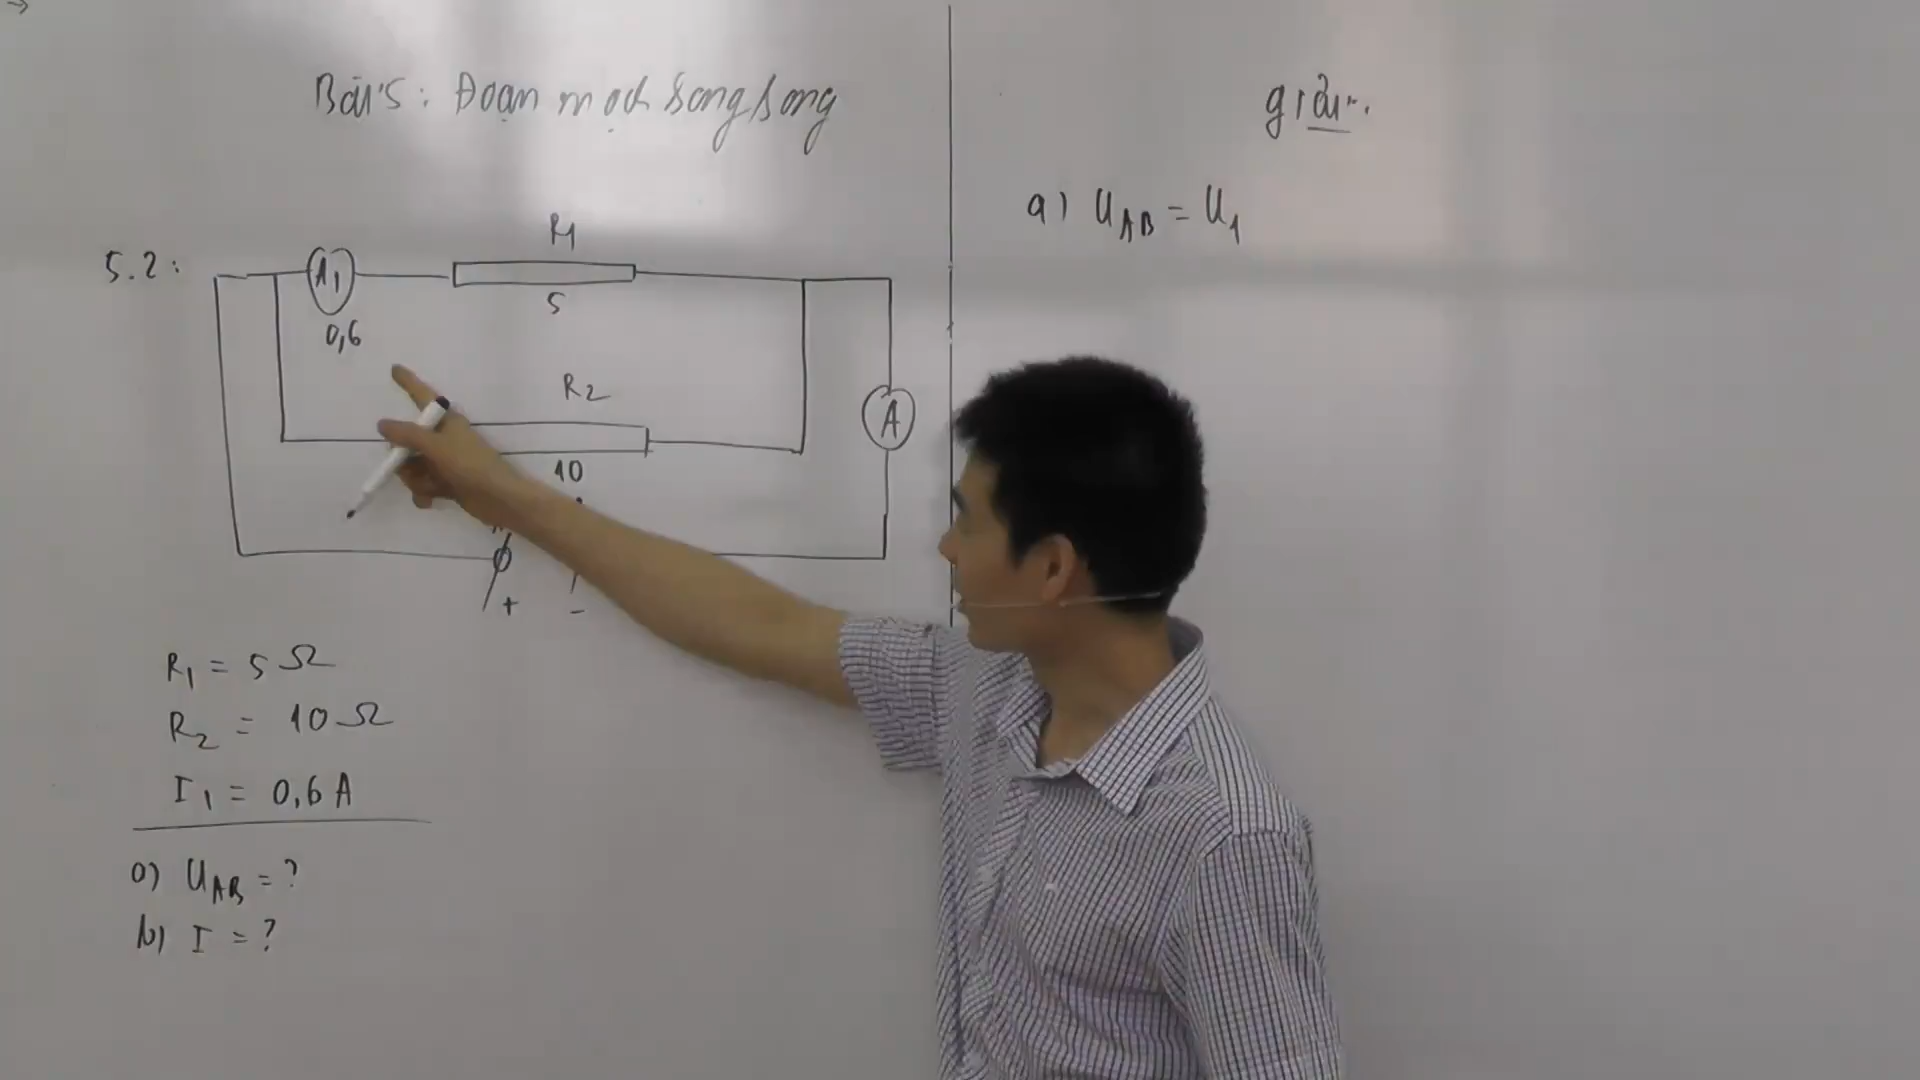 Bài 5: Đoạn mạch song song
5.2:
R1
A1
5
0,6
R2
A
10
+ -
R1 = 5 Ω
R2 = 10 Ω
I1 = 0,6 A
a) UAB = ?
b) I = ?
giải
a) UAB = U1